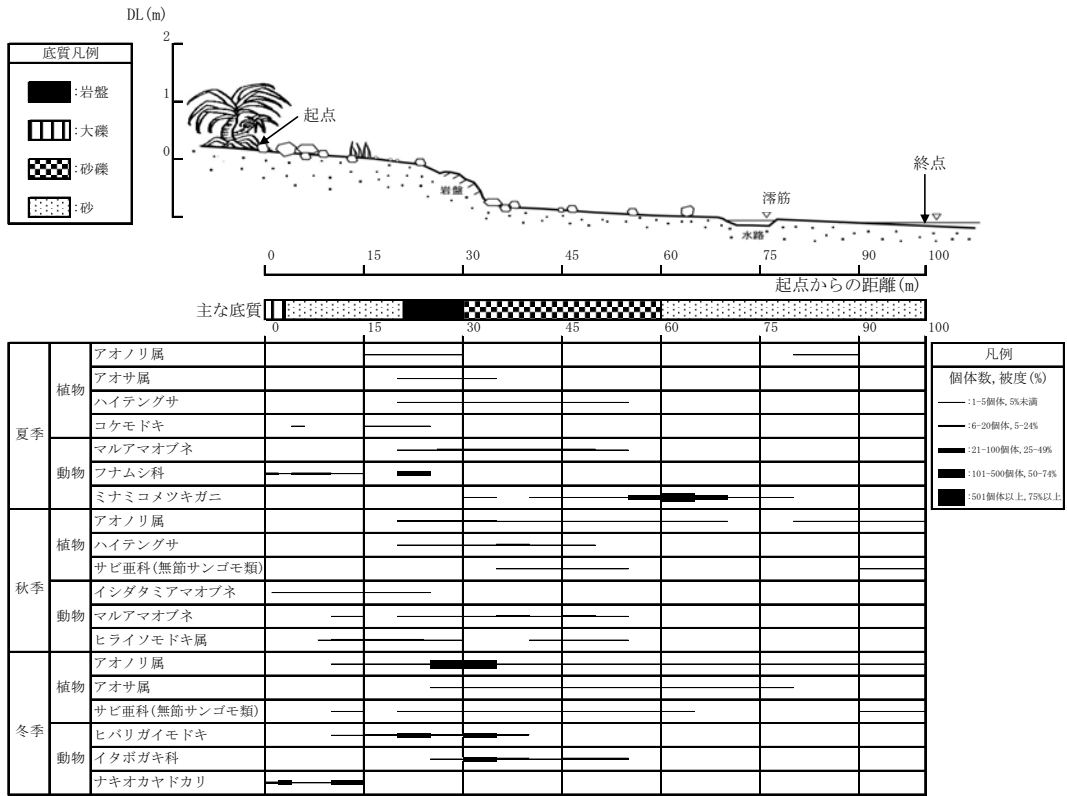 DL(m)
2
1
0
底質凡例
:岩盤
:大礫
:砂礫
:砂
起点
岩盤
澪筋
水路
終点
0 15 30 45 60 75 90 100
起点からの距離(m)
主な底質
0 15 30 45 60 75 90 100
夏季
植物
アオノリ属
アオサ属
ハイテングサ
コケモドキ
動物
マルアマオブネ
フナムシ科
ミナミコメツキガニ
秋季
植物
アオノリ属
ハイテングサ
サビ亜科(無節サンゴモ類)
動物
イシダタミアマオブネ
マルアマオブネ
ヒライソモドキ属
冬季
植物
アオノリ属
アオサ属
サビ亜科(無節サンゴモ類)
動物
ヒバリガイモドキ
イタボガキ科
ナキオカヤドカリ
凡例
個体数,被度(%)
:1-5個体,5%未満
:6-20個体,5-24%
:21-100個体,25-49%
:101-500個体,50-74%
:501個体以上,75%以上